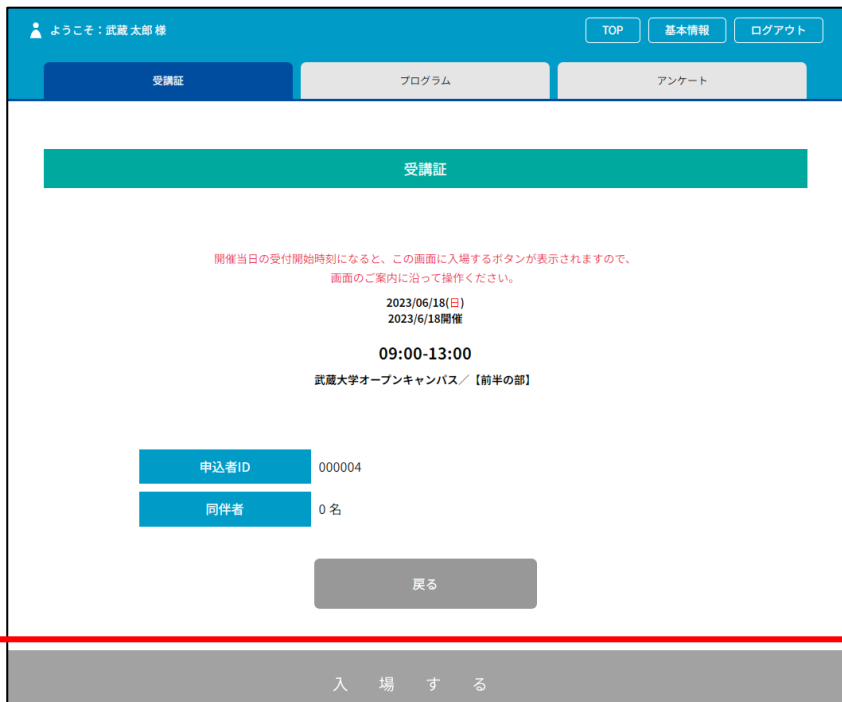 ようこそ:武蔵 太郎 様
TOP
基本情報
ログアウト
受講証
プログラム
アンケート
受講証
開催当日の受付開始時刻になると、この画面に入場するボタンが表示されますので、
画面のご案内に沿って操作ください。
2023/06/18(日)
2023/6/18開催
09:00-13:00
武蔵大学オープンキャンパス／【前半の部】
申込者ID 000004
同伴者 0 名
戻る
入 場 す る